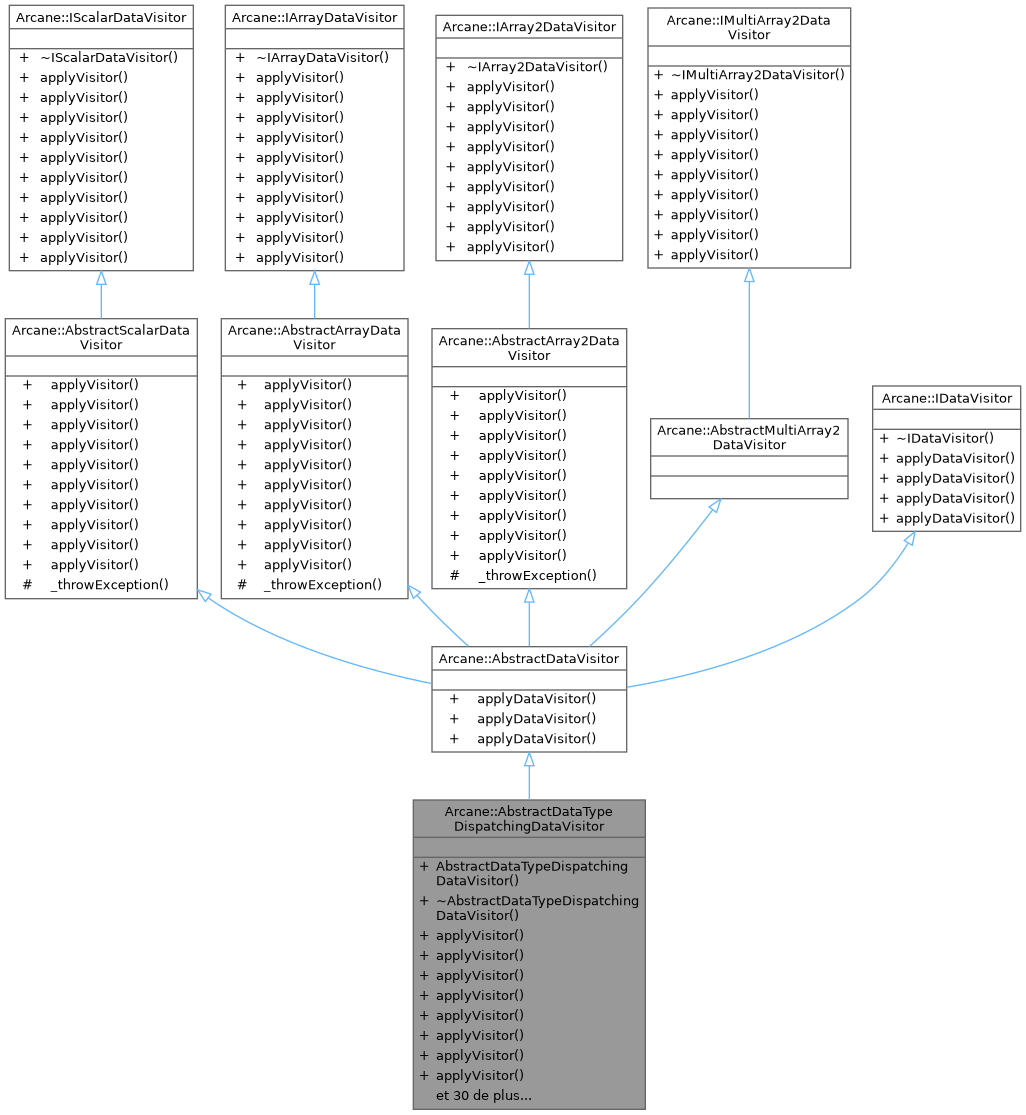 Arcane::IScalarDataVisitor
+ ~IScalarDataVisitor()
+ applyVisitor()
+ applyVisitor()
+ applyVisitor()
+ applyVisitor()
+ applyVisitor()
+ applyVisitor()
+ applyVisitor()
+ applyVisitor()
+ applyVisitor()
+ applyVisitor()
Arcane::IArrayDataVisitor
+ ~IArrayDataVisitor()
+ applyVisitor()
+ applyVisitor()
+ applyVisitor()
+ applyVisitor()
+ applyVisitor()
+ applyVisitor()
+ applyVisitor()
+ applyVisitor()
+ applyVisitor()
+ applyVisitor()
Arcane::IArray2DataVisitor
+ ~IArray2DataVisitor()
+ applyVisitor()
+ applyVisitor()
+ applyVisitor()
+ applyVisitor()
+ applyVisitor()
+ applyVisitor()
+ applyVisitor()
+ applyVisitor()
+ applyVisitor()
Arcane::IMultiArray2Data
Visitor
+ ~IMultiArray2DataVisitor()
+ applyVisitor()
+ applyVisitor()
+ applyVisitor()
+ applyVisitor()
+ applyVisitor()
+ applyVisitor()
+ applyVisitor()
+ applyVisitor()
+ applyVisitor()
Arcane::AbstractScalarData
Visitor
+ applyVisitor()
+ applyVisitor()
+ applyVisitor()
+ applyVisitor()
+ applyVisitor()
+ applyVisitor()
+ applyVisitor()
+ applyVisitor()
+ applyVisitor()
+ applyVisitor()
# _throwException()
Arcane::AbstractArrayData
Visitor
+ applyVisitor()
+ applyVisitor()
+ applyVisitor()
+ applyVisitor()
+ applyVisitor()
+ applyVisitor()
+ applyVisitor()
+ applyVisitor()
+ applyVisitor()
+ applyVisitor()
# _throwException()
Arcane::AbstractArray2Data
Visitor
+ applyVisitor()
+ applyVisitor()
+ applyVisitor()
+ applyVisitor()
+ applyVisitor()
+ applyVisitor()
+ applyVisitor()
+ applyVisitor()
+ applyVisitor()
# _throwException()
Arcane::AbstractMultiArray2
DataVisitor
Arcane::IDataVisitor
+ ~IDataVisitor()
+ applyDataVisitor()
+ applyDataVisitor()
+ applyDataVisitor()
+ applyDataVisitor()
Arcane::AbstractDataVisitor
+ applyDataVisitor()
+ applyDataVisitor()
+ applyDataVisitor()
Arcane::AbstractDataType
DispatchingDataVisitor
+ AbstractDataTypeDispatching
DataVisitor()
+ ~AbstractDataTypeDispatching
DataVisitor()
+ applyVisitor()
+ applyVisitor()
+ applyVisitor()
+ applyVisitor()
+ applyVisitor()
+ applyVisitor()
+ applyVisitor()
+ applyVisitor()
et 30 de plus...